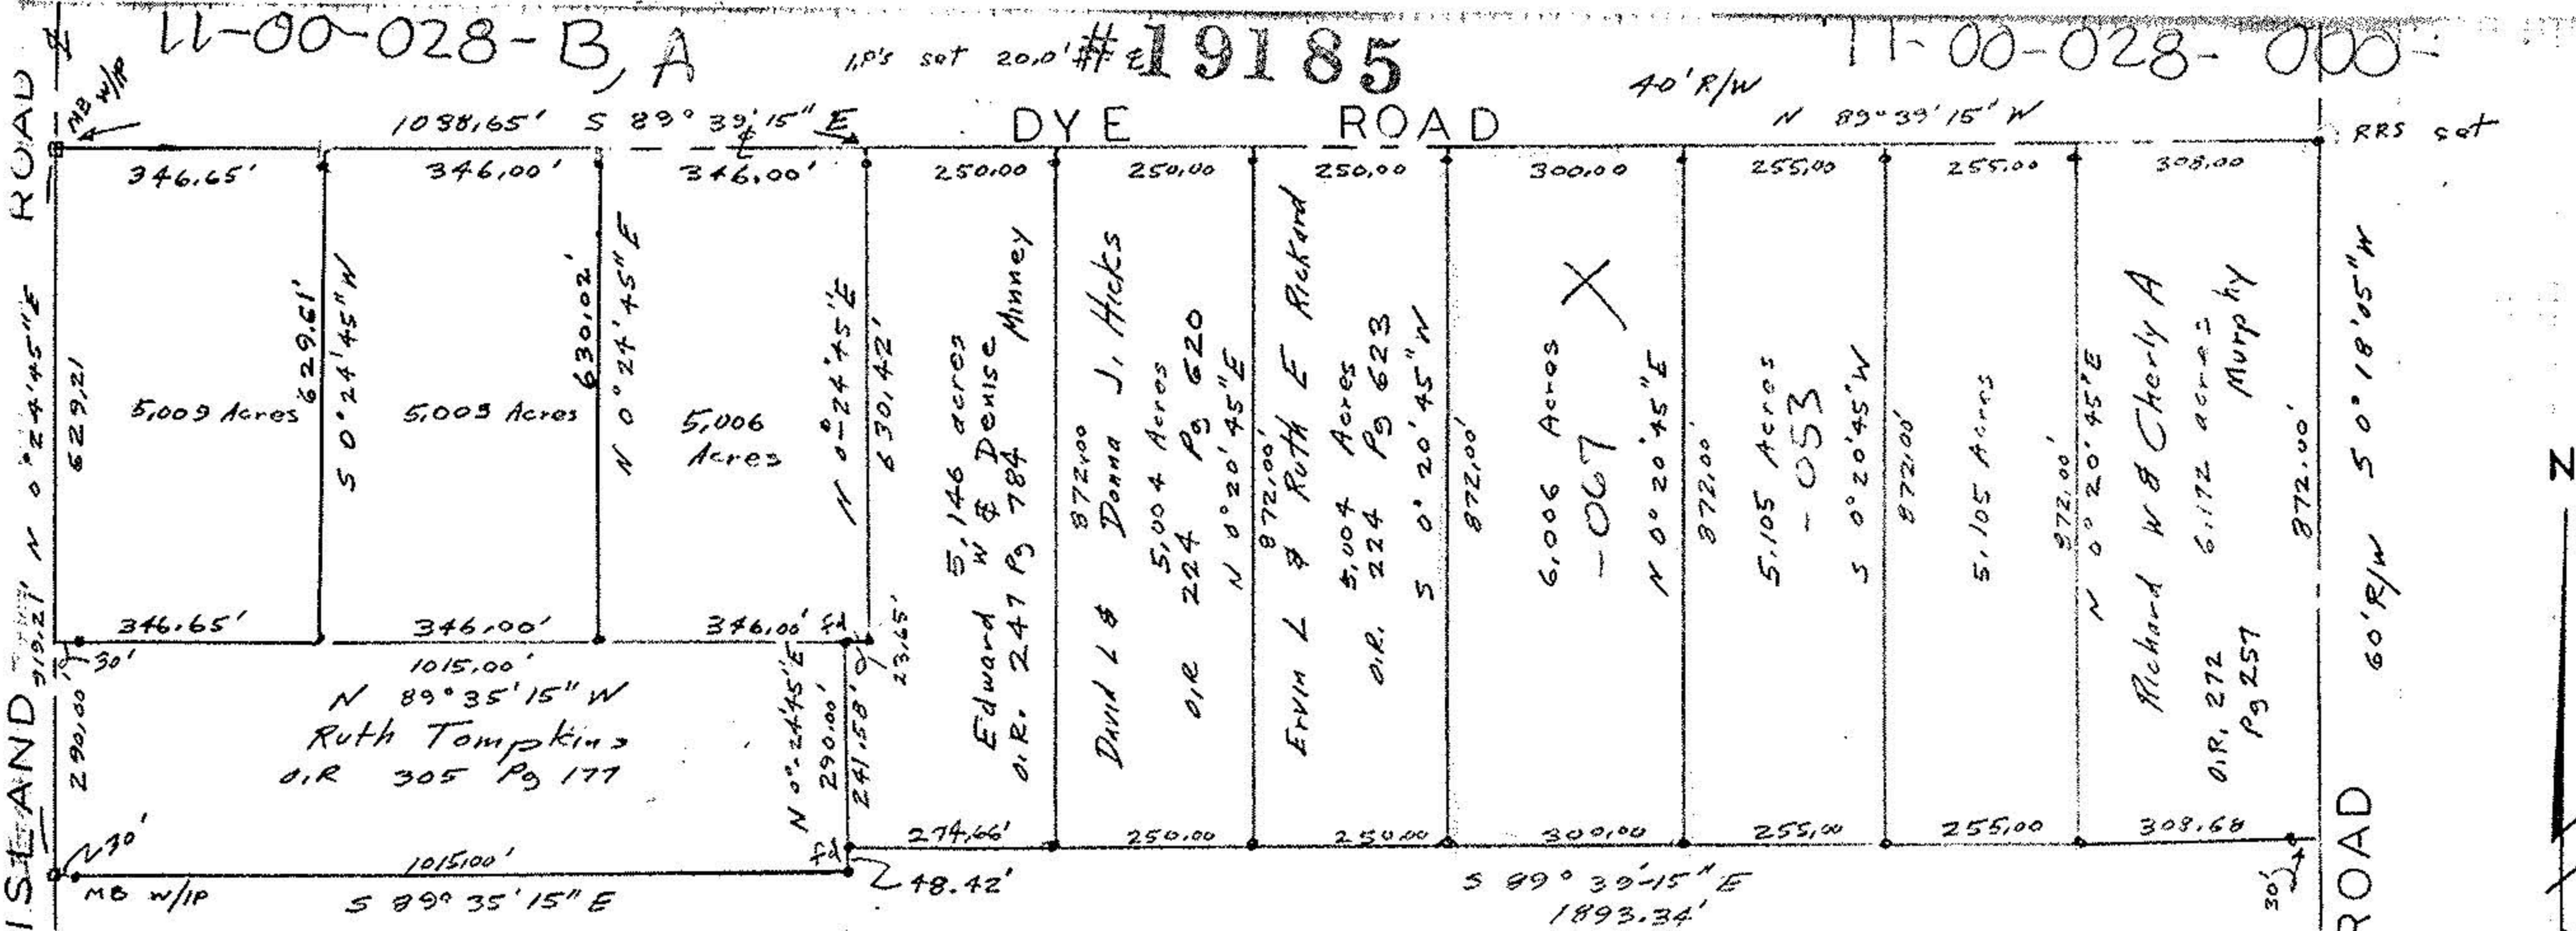 11-00-028-B, A
I.P's set 20.0' #19185
11-00-028-000-
40' R/W
MB W/IP
1038.65' S 89° 39' 15" E
DYE ROAD
N 89° 39' 15" W
RRS set
346.65' 346.00' 346.00' 250.00 250.00 250.00 300.00 255.00 255.00 308.00
ISLAND ROAD
N 0° 24' 45" E
919.21'
629.21
5.009 Acres
629.61'
S 0° 24' 45" W
5.003 Acres
630.02'
N 0° 24' 45" E
5.006
Acres
N 0° 24' 45" E
630.42'
5.146 acres
Edward W & Denise Minney
O.R. 247 Pg 784
872.00
David L & Donna J. Hicks
5.004 Acres
O.R 224 Pg 620
N 0° 20' 45" E
872.00'
Ervin L & Ruth E Rickard
5.004 Acres
O.R. 224 Pg 623
S 0° 20' 45" W
872.00'
6.006 Acres X
-067
N 0° 20' 45" E
872.00'
5.105 Acres
-053
S 0° 20' 45" W
872.00'
5.105 Acres
872.00'
N 0° 20' 45" E
Richard W & Cherly A Murphy
6.172 acres
O.R. 272
Pg 257
872.00'
S 0° 18' 05" W
60' R/W
ROAD
N
346.65' 346.00' 346.00' fd
30'
23.65'
1015.00'
N 89° 35' 15" W
Ruth Tompkins
O.R 305 Pg 177
290.00'
N 0°-24'45" E
290.00'
241.58'
274.66' 250.00 250.00 300.00 255.00 255.00 308.68
30'
fd
1015.00'
MB W/IP
S 89° 35' 15" E
48.42'
S 89° 39'-15" E
1893.34'
30'